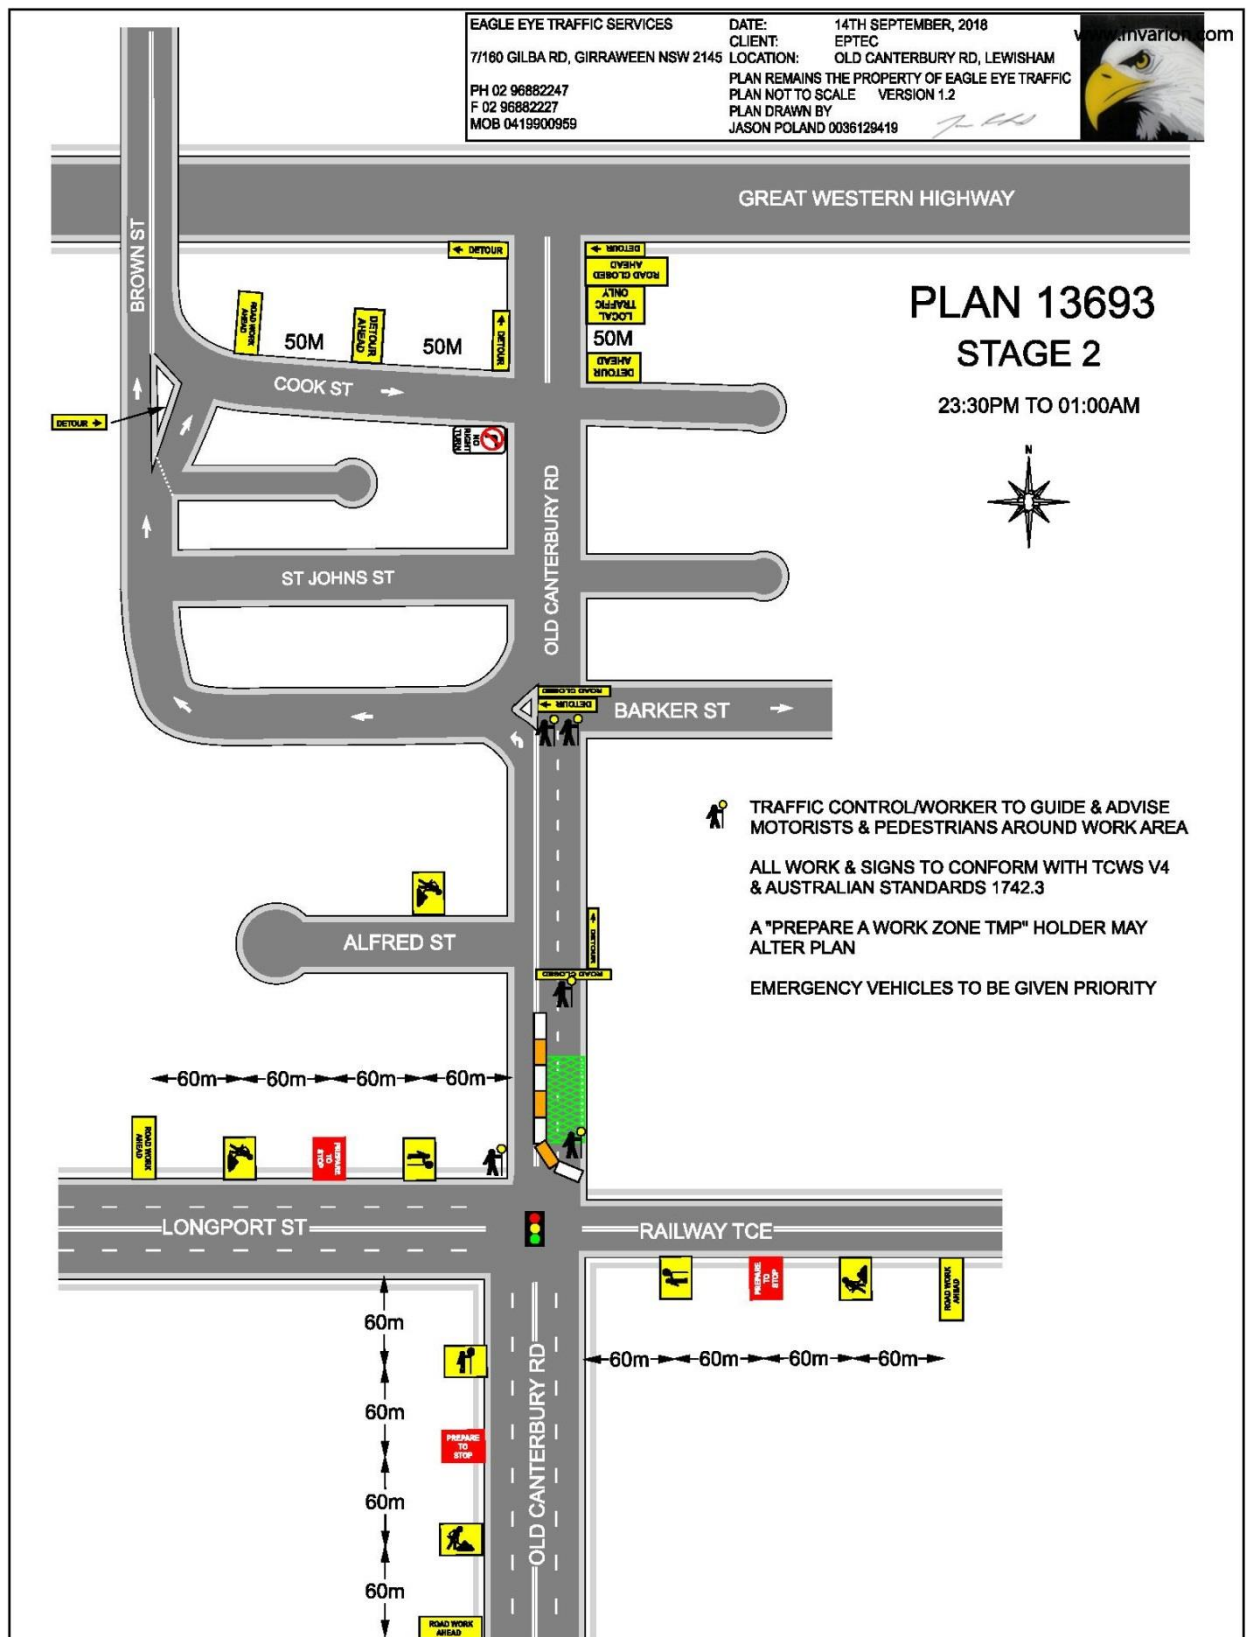 EAGLE EYE TRAFFIC SERVICES
7/160 GILBA RD, GIRRAWEEN NSW 2145
PH 02 96882247
F 02 96882227
MOB 0419900959
DATE: 14TH SEPTEMBER, 2018
CLIENT: EPTEC
LOCATION: OLD CANTERBURY RD, LEWISHAM
PLAN REMAINS THE PROPERTY OF EAGLE EYE TRAFFIC
PLAN NOT TO SCALE VERSION 1.2
PLAN DRAWN BY
JASON POLAND 0036129419
www.invarion.com
GREAT WESTERN HIGHWAY
BROWN ST
DETOUR
DETOUR
ROAD CLOSED
AHEAD
LOCAL
TRAFFIC
ONLY
50M
DETOUR
AHEAD
PLAN 13693
STAGE 2
23:30PM TO 01:00AM
N
ROAD WORK
AHEAD
50M
DETOUR
AHEAD
50M
DETOUR
COOK ST
DETOUR
NO
RIGHT
TURN
OLD CANTERBURY RD
ST JOHNS ST
ROAD CLOSED
DETOUR
BARKER ST
TRAFFIC CONTROL/WORKER TO GUIDE & ADVISE
MOTORISTS & PEDESTRIANS AROUND WORK AREA
ALL WORK & SIGNS TO CONFORM WITH TCWS V4
& AUSTRALIAN STANDARDS 1742.3
A "PREPARE A WORK ZONE TMP" HOLDER MAY
ALTER PLAN
EMERGENCY VEHICLES TO BE GIVEN PRIORITY
ALFRED ST
DETOUR
ROAD CLOSED
60m
60m
60m
60m
ROAD WORK
AHEAD
PREPARE
TO
STOP
LONGPORT ST
RAILWAY TCE
PREPARE
TO
STOP
ROAD WORK
AHEAD
60m
60m
60m
60m
60m
60m
60m
60m
PREPARE
TO
STOP
OLD CANTERBURY RD
ROAD WORK
AHEAD